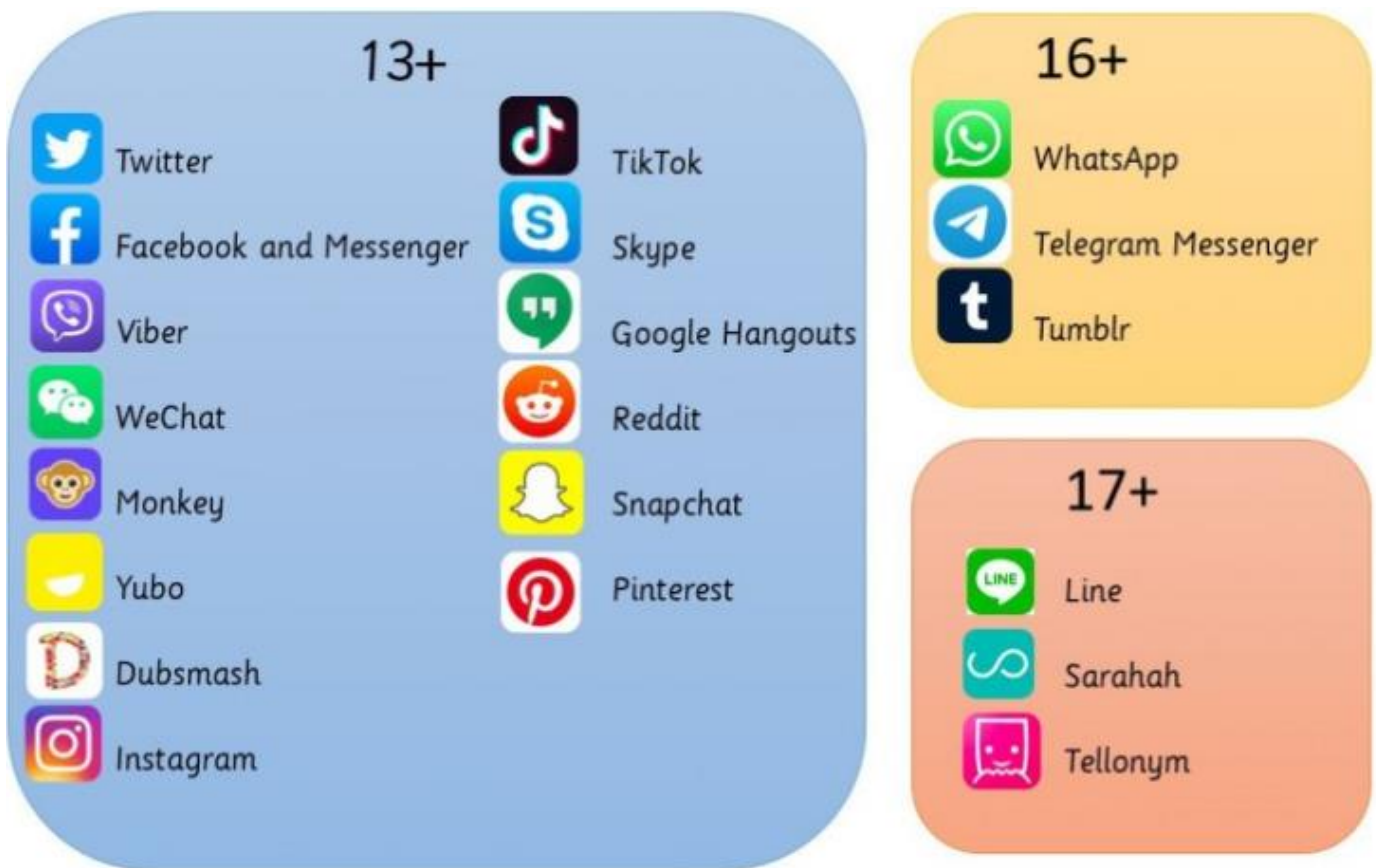 13+
Twitter
Facebook and Messenger
Viber
WeChat
Monkey
Yubo
Dubsmash
Instagram
TikTok
Skype
Google Hangouts
Reddit
Snapchat
Pinterest
16+
WhatsApp
Telegram Messenger
Tumblr
17+
LINE
Line
Sarahah
Tellonym